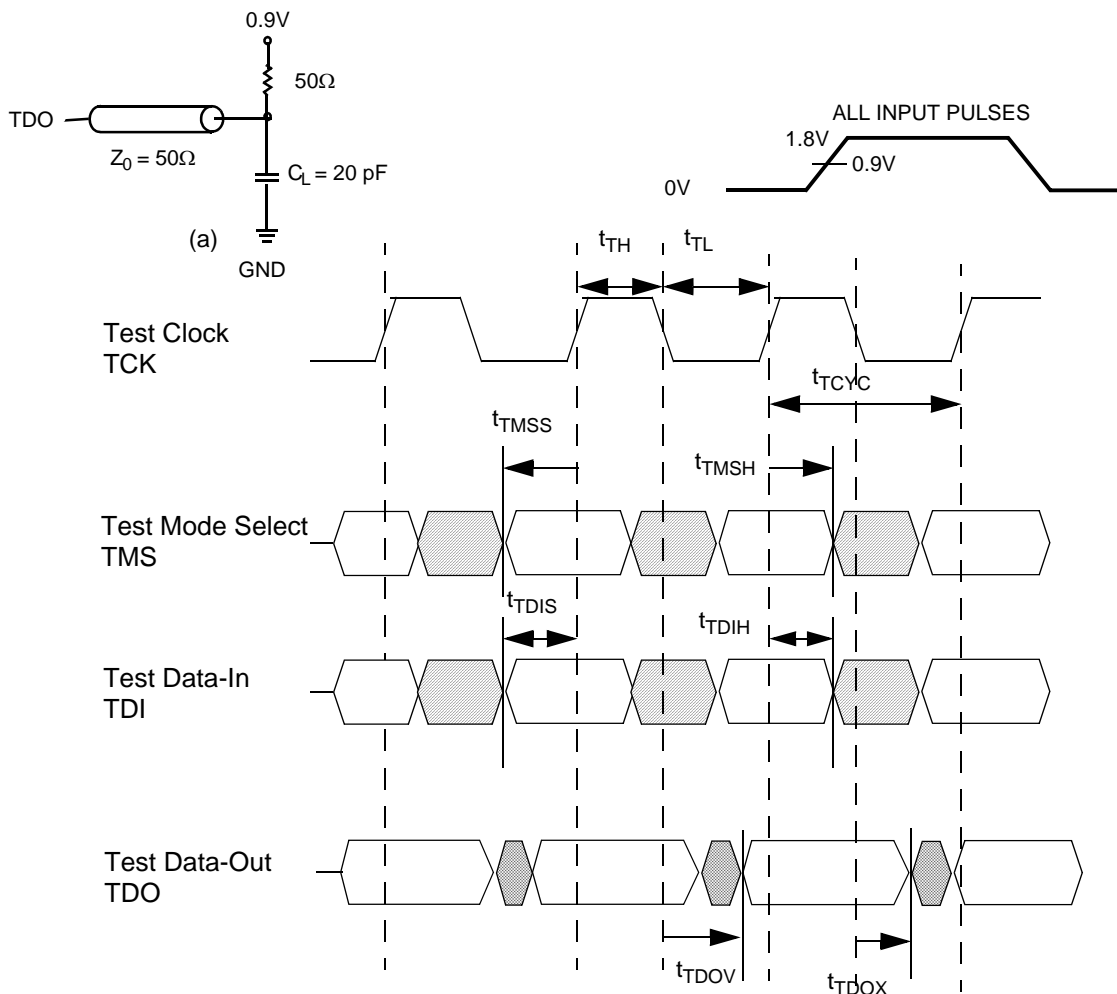 0.9V
50Ω
TDO
Z0 = 50Ω
CL = 20 pF
(a)
GND
ALL INPUT PULSES
1.8V
0.9V
0V
tTH
tTL
Test Clock
TCK
tTCYC
tTMSS
tTMSH
Test Mode Select
TMS
tTDIS
tTDIH
Test Data-In
TDI
Test Data-Out
TDO
tTDOV
tTDOX